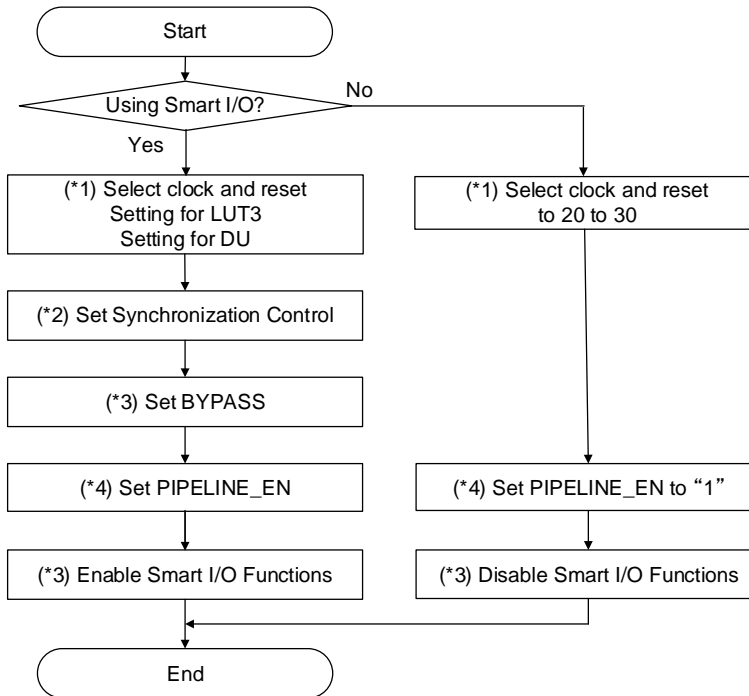 Start
Using Smart I/O?
No
Yes
(*1) Select clock and reset
Setting for LUT3
Setting for DU
(*1) Select clock and reset
to 20 to 30
(*2) Set Synchronization Control
(*3) Set BYPASS
(*4) Set PIPELINE_EN
(*4) Set PIPELINE_EN to “1”
(*3) Enable Smart I/O Functions
(*3) Disable Smart I/O Functions
End